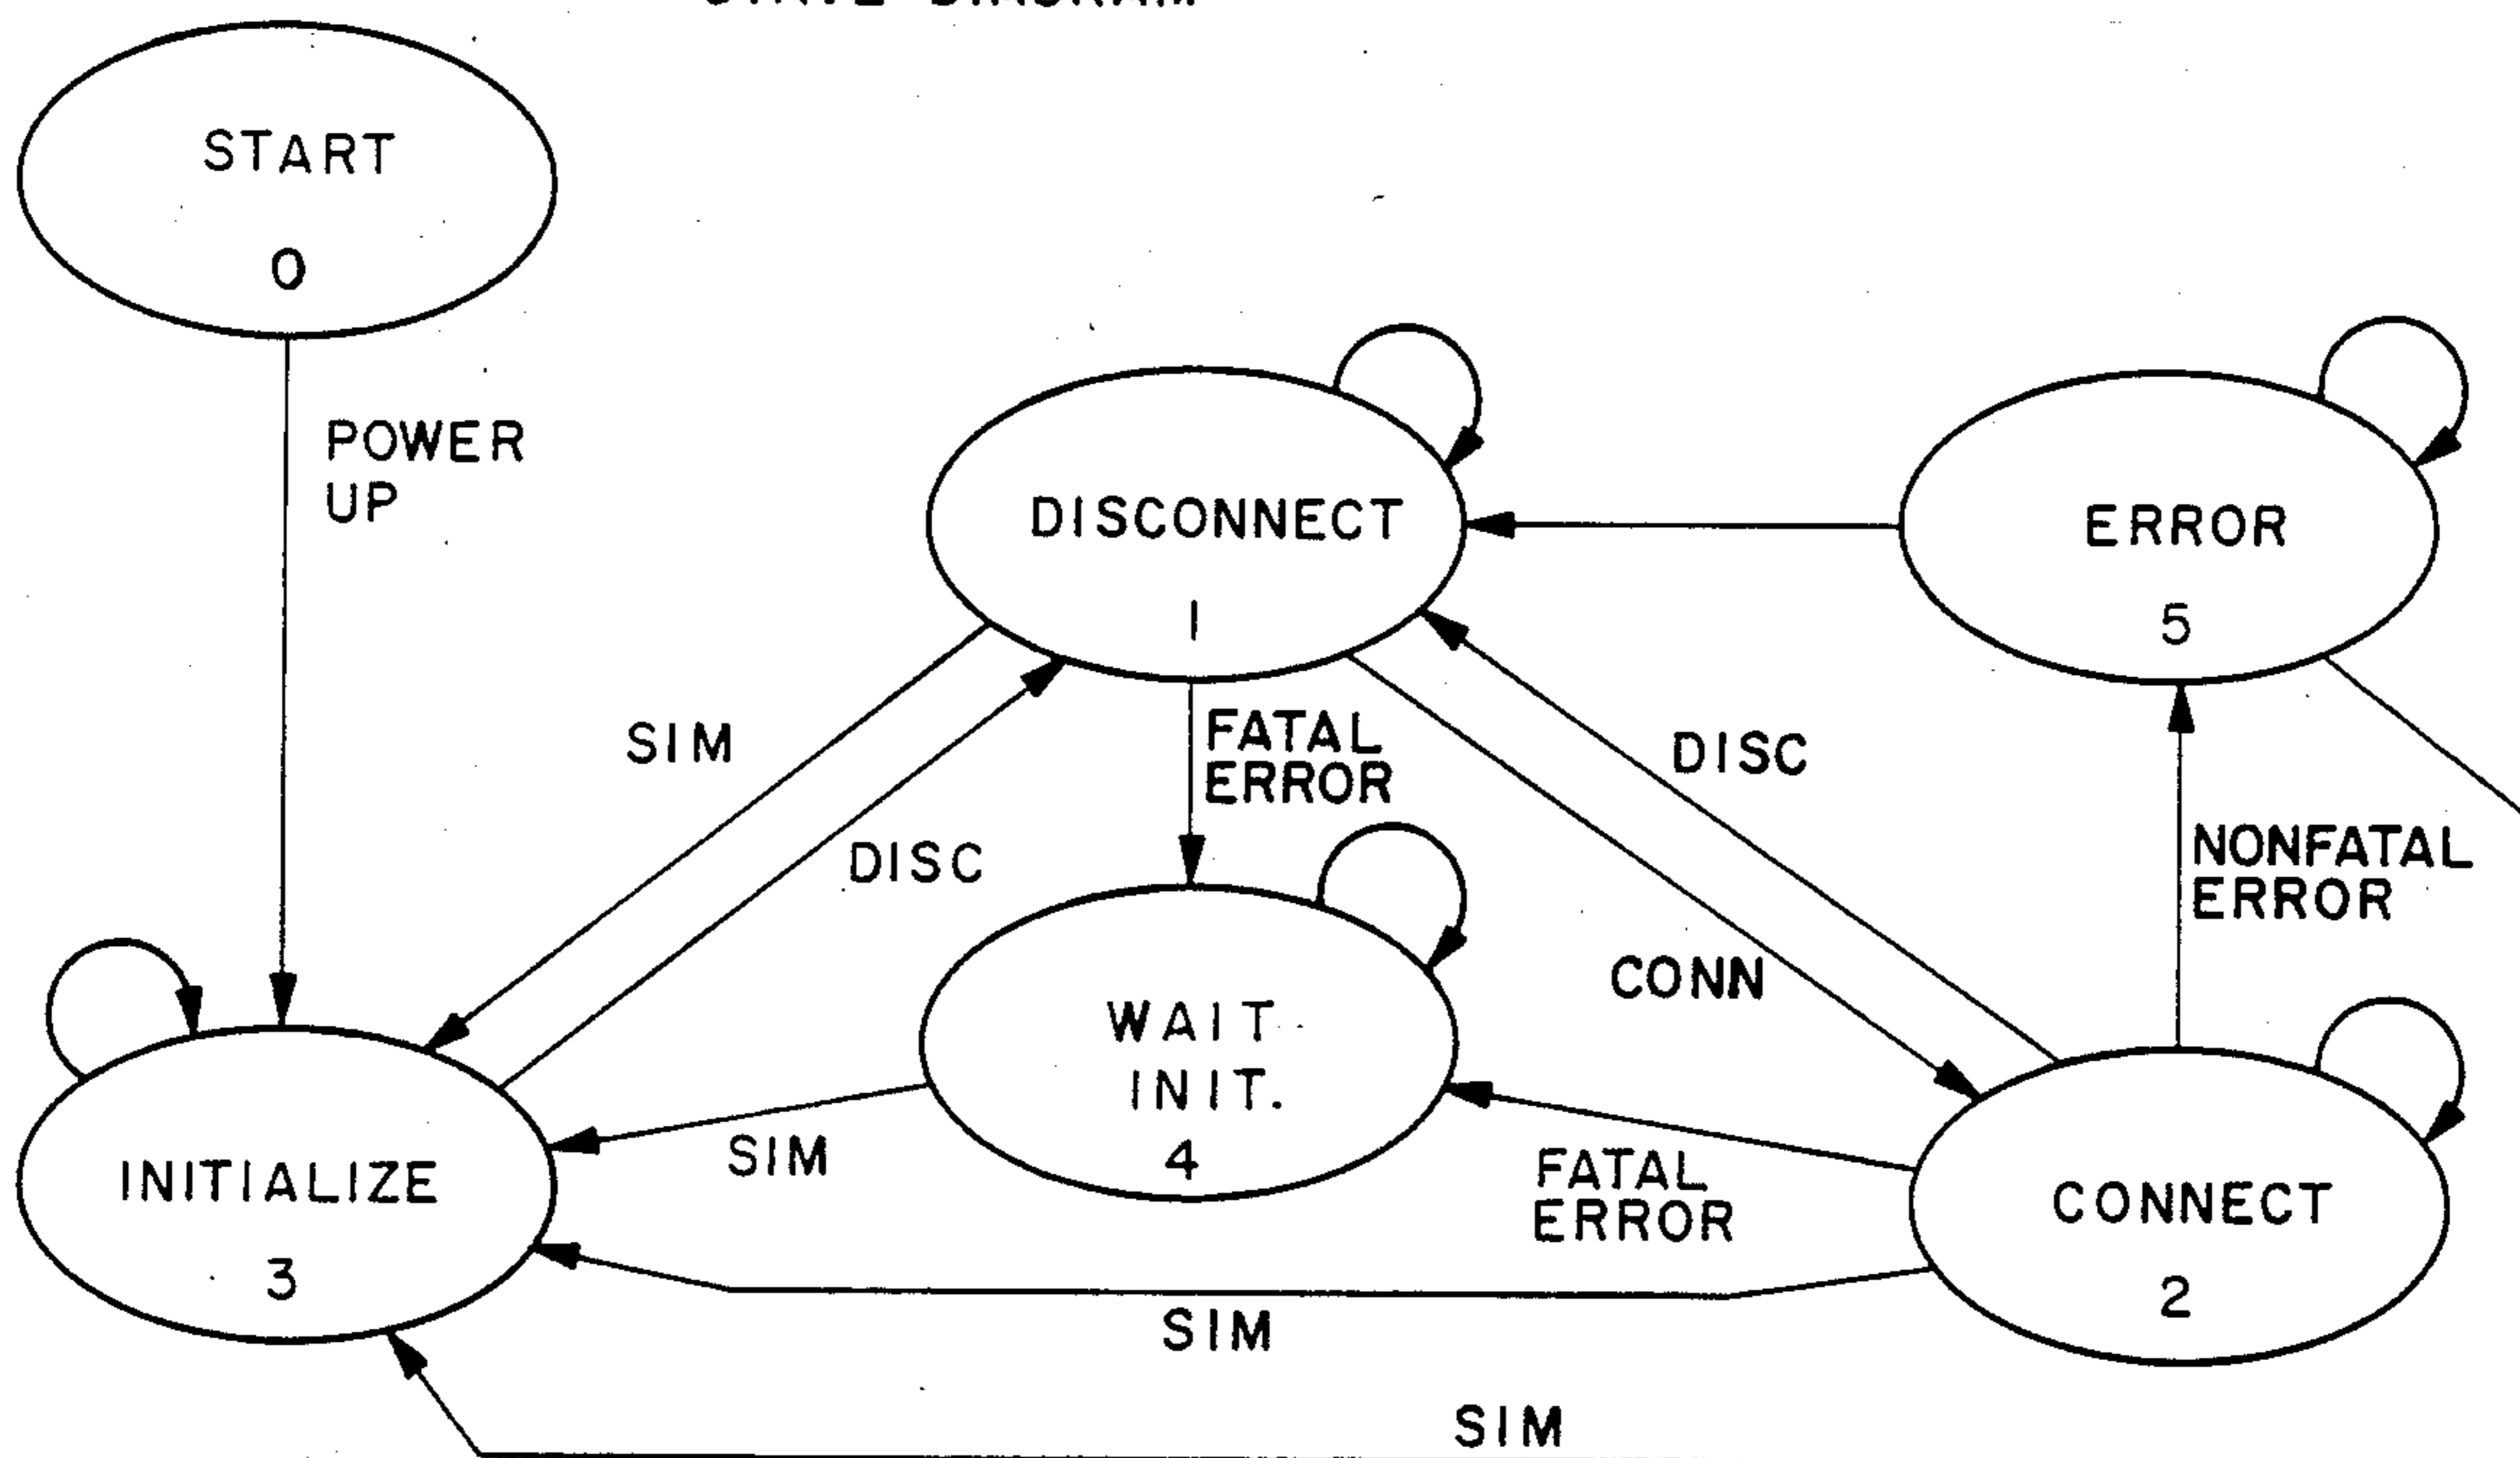 START
0
POWER
UP
DISCONNECT
1
ERROR
5
SIM
DISC
FATAL
ERROR
DISC
CONN
NONFATAL
ERROR
WAIT
INIT.
4
SIM
FATAL
ERROR
INITIALIZE
3
CONNECT
2
SIM
SIM